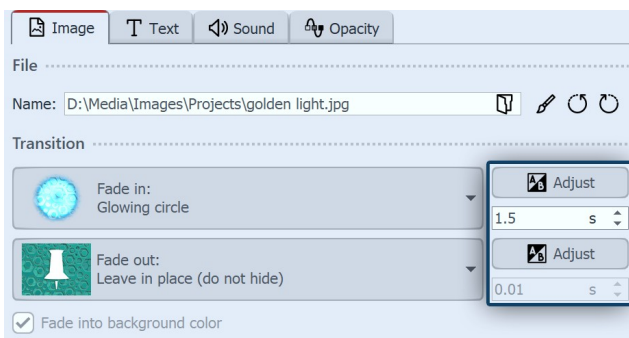 Image Text Sound Opacity
File
Name: D:\Media\Images\Projects\golden light.jpg
Transition
Fade in:
Glowing circle
A B Adjust
1.5 s
Fade out:
Leave in place (do not hide)
A B Adjust
0.01 s
Fade into background color